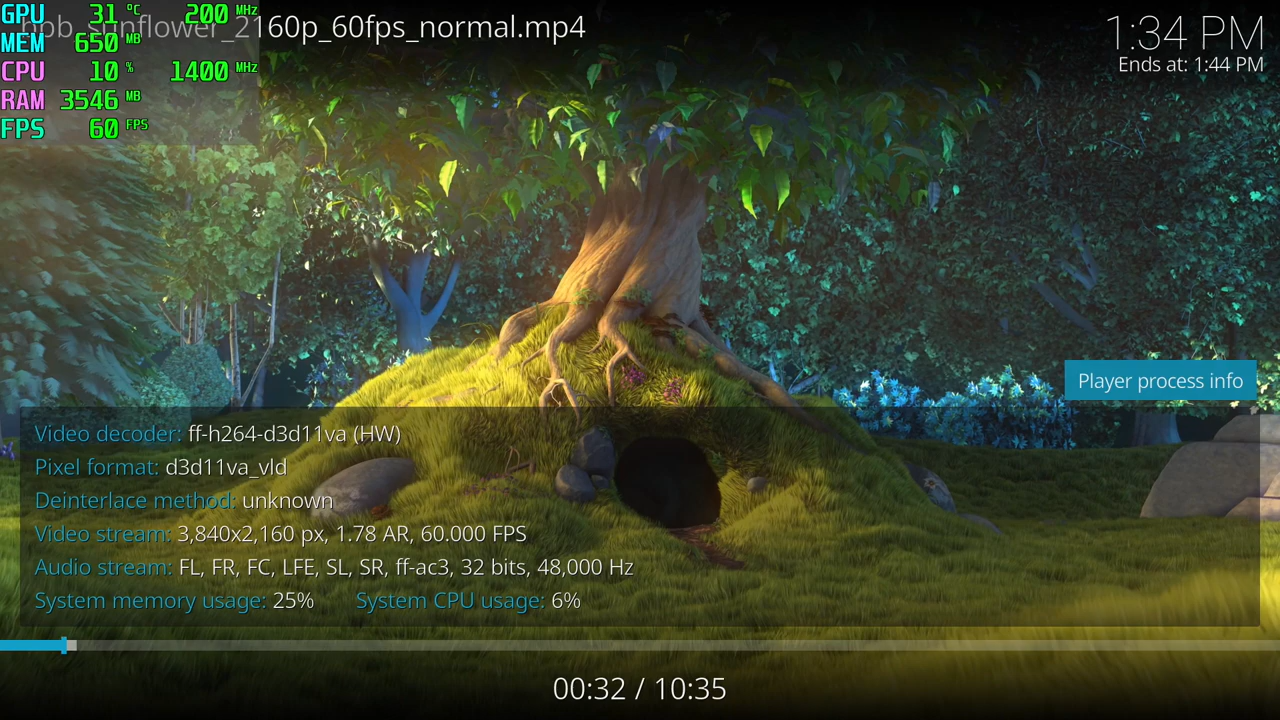 GPU 31 °C 200 MHz
bbb_sunflower_2160p_60fps_normal.mp4
MEM 650 MB
CPU 10 % 1400 MHz
RAM 3546 MB
FPS 60 FPS
1:34 PM
Ends at: 1:44 PM
Player process info
Video decoder: ff-h264-d3d11va (HW)
Pixel format: d3d11va_vld
Deinterlace method: unknown
Video stream: 3,840x2,160 px, 1.78 AR, 60.000 FPS
Audio stream: FL, FR, FC, LFE, SL, SR, ff-ac3, 32 bits, 48,000 Hz
System memory usage: 25% System CPU usage: 6%
00:32 / 10:35